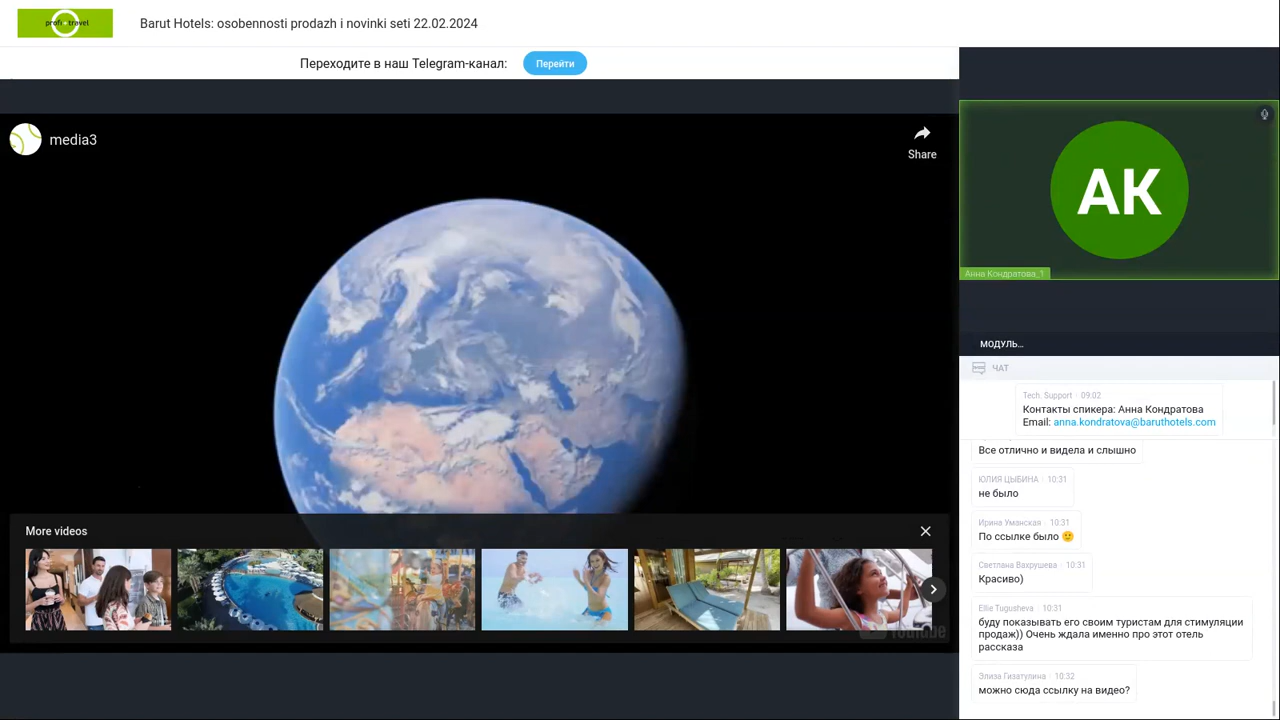 profi travel
Barut Hotels: osobennosti prodazh i novinki seti 22.02.2024
Переходите в наш Telegram-канал:
Перейти
media3
Share
More videos
YouTube
АК
Анна Кондратова_1
МОДУЛЬ...
ЧАТ
Tech. Support · 09:02
Контакты спикера: Анна Кондратова
Email: anna.kondratova@baruthotels.com
Все отлично и видела и слышно
ЮЛИЯ ЦЫБИНА · 10:31
не было
Ирина Уманская · 10:31
По ссылке было 🙂
Светлана Вахрушева · 10:31
Красиво)
Ellie Tugusheva · 10:31
буду показывать его своим туристам для стимуляции
продаж)) Очень ждала именно про этот отель
рассказа
Элиза Гизатулина · 10:32
можно сюда ссылку на видео?